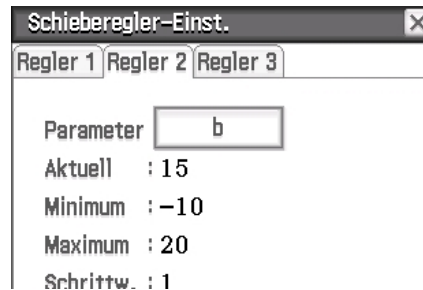 Schieberegler-Einst.
Regler 1 Regler 2 Regler 3
Parameter b
Aktuell : 15
Minimum : -10
Maximum : 20
Schrittw. : 1